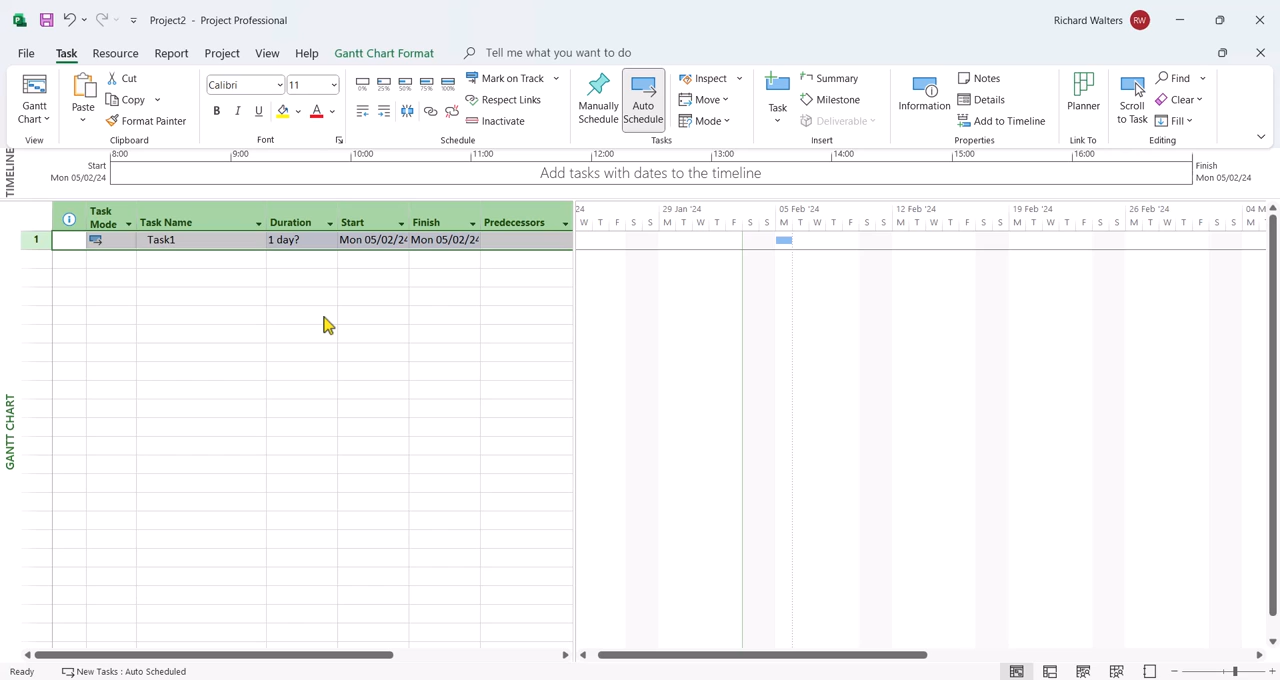 Project2 - Project Professional
Richard Walters RW
File Task Resource Report Project View Help Gantt Chart Format Tell me what you want to do
Gantt Chart
View
Paste
Cut
Copy
Format Painter
Clipboard
Calibri 11
B I U A
Font
0% 25% 50% 75% 100%
Mark on Track
Respect Links
Inactivate
Schedule
Manually Schedule
Auto Schedule
Inspect
Move
Mode
Tasks
Task
Summary
Milestone
Deliverable
Insert
Information
Notes
Details
Add to Timeline
Properties
Planner
Link To
Scroll to Task
Find
Clear
Fill
Editing
TIMELINE
8:00 9:00 10:00 11:00 12:00 13:00 14:00 15:00 16:00
Start
Mon 05/02/24
Add tasks with dates to the timeline
Finish
Mon 05/02/24
Task Mode Task Name Duration Start Finish Predecessors
1 Task1 1 day? Mon 05/02/24 Mon 05/02/24
24 29 Jan '24 05 Feb '24 12 Feb '24 19 Feb '24 26 Feb '24 04 M
W T F S S M T W T F S S M T W T F S S M T W T F S S M T W T F S S M T W T F S S M
GANTT CHART
Ready New Tasks : Auto Scheduled